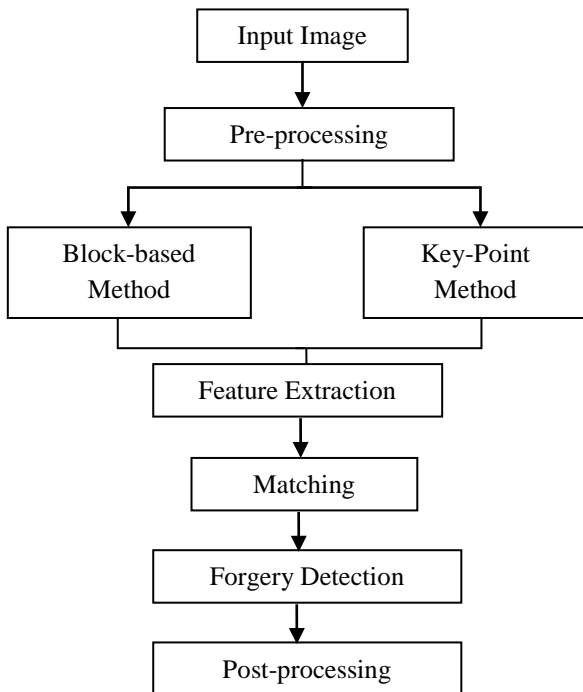 Input Image
Pre-processing
Block-based
Method
Key-Point
Method
Feature Extraction
Matching
Forgery Detection
Post-processing